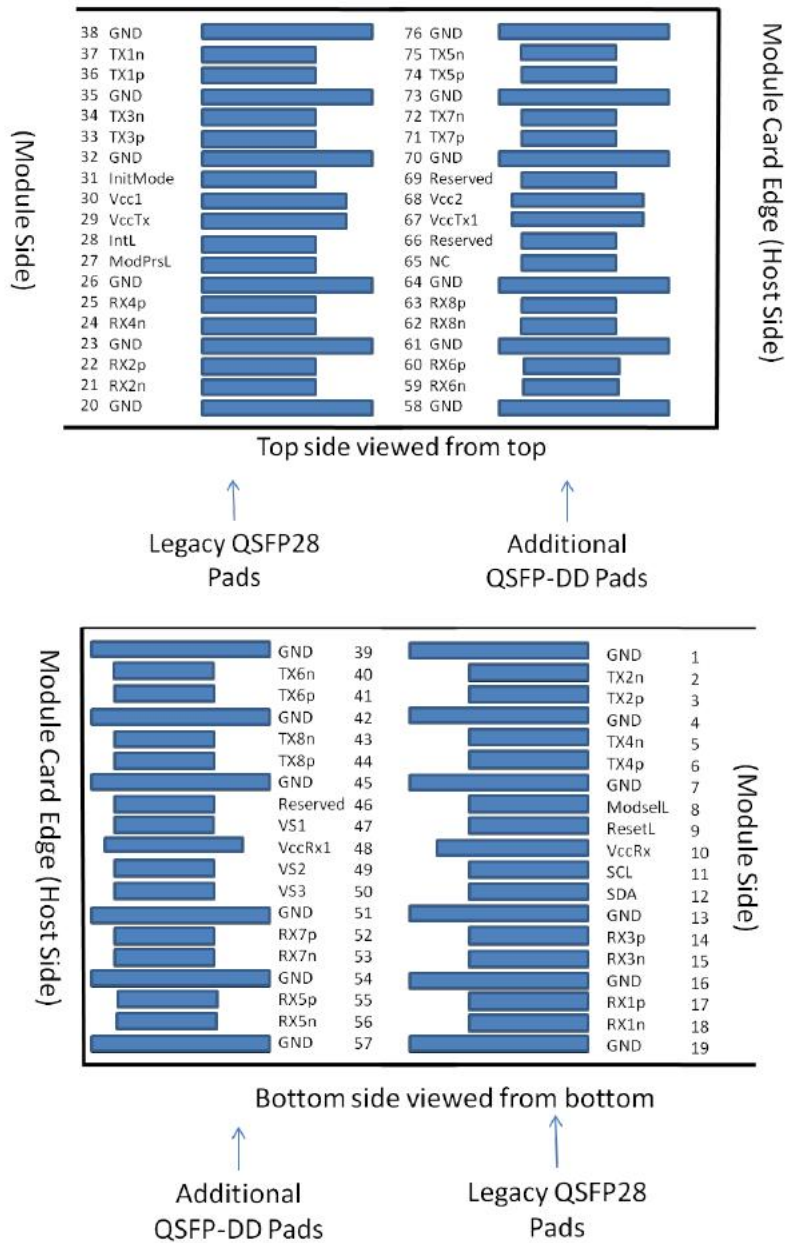 38 GND 76 GND
37 TX1n 75 TX5n
36 TX1p 74 TX5p
35 GND 73 GND
34 TX3n 72 TX7n
33 TX3p 71 TX7p
32 GND 70 GND
31 InitMode 69 Reserved
30 Vcc1 68 Vcc2
29 VccTx 67 VccTx1
28 IntL 66 Reserved
27 ModPrsL 65 NC
26 GND 64 GND
25 RX4p 63 RX8p
24 RX4n 62 RX8n
23 GND 61 GND
22 RX2p 60 RX6p
21 RX2n 59 RX6n
20 GND 58 GND
(Module Side)
Module Card Edge (Host Side)
Top side viewed from top
Legacy QSFP28
Pads
Additional
QSFP-DD Pads
Module Card Edge (Host Side)
GND 39 GND 1
TX6n 40 TX2n 2
TX6p 41 TX2p 3
GND 42 GND 4
TX8n 43 TX4n 5
TX8p 44 TX4p 6
GND 45 GND 7
Reserved 46 ModselL 8
VS1 47 ResetL 9
VccRx1 48 VccRx 10
VS2 49 SCL 11
VS3 50 SDA 12
GND 51 GND 13
RX7p 52 RX3p 14
RX7n 53 RX3n 15
GND 54 GND 16
RX5p 55 RX1p 17
RX5n 56 RX1n 18
GND 57 GND 19
(Module Side)
Bottom side viewed from bottom
Additional
QSFP-DD Pads
Legacy QSFP28
Pads